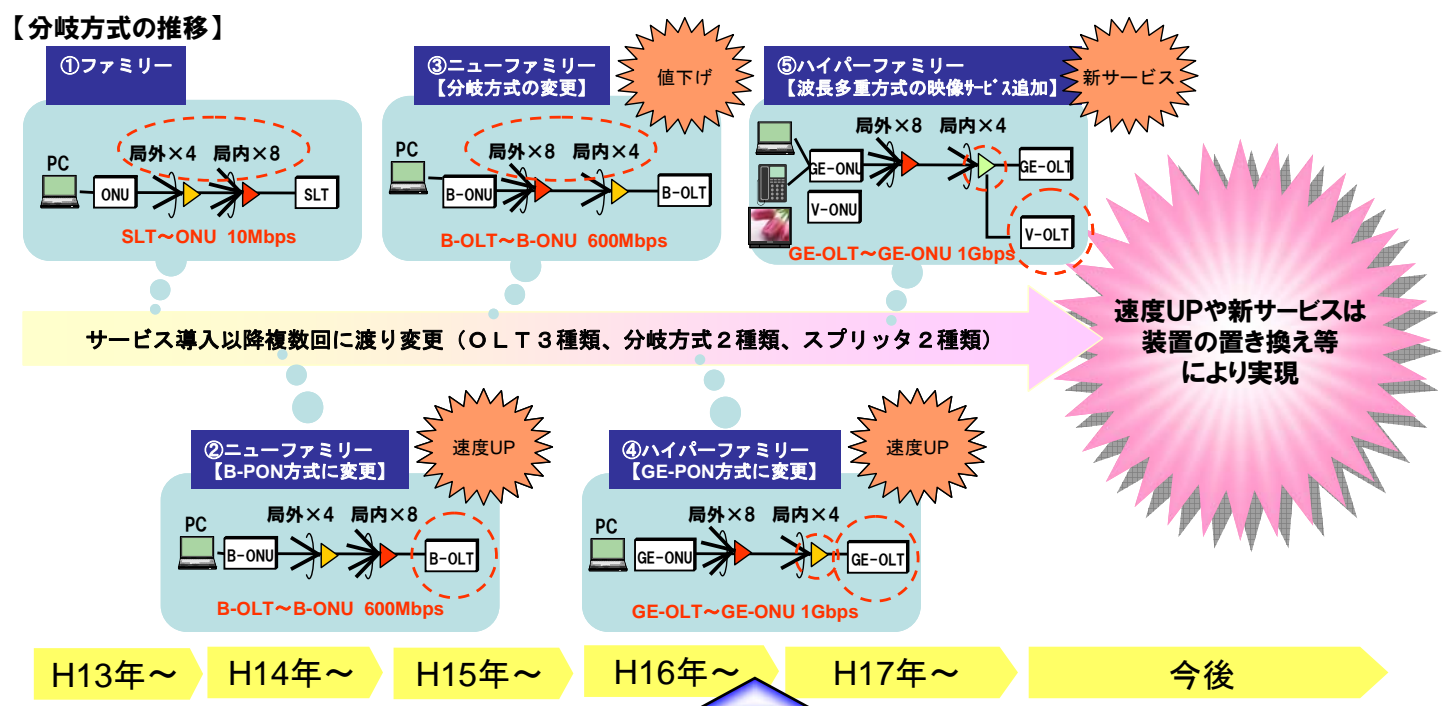 【分岐方式の推移】
①ファミリー
PC
局外×4 局内×8
ONU
SLT
SLT～ONU 10Mbps
③ニューファミリー
【分岐方式の変更】
値下げ
PC
局外×8 局内×4
B-ONU
B-OLT
B-OLT～B-ONU 600Mbps
⑤ハイパーファミリー
【波長多重方式の映像ｻｰﾋﾞｽ追加】
新サービス
局外×8 局内×4
GE-ONU
GE-OLT
V-ONU
V-OLT
GE-OLT～GE-ONU 1Gbps
サービス導入以降複数回に渡り変更（ＯＬＴ３種類、分岐方式２種類、スプリッタ２種類）
速度UPや新サービスは
装置の置き換え等
により実現
②ニューファミリー
【B-PON方式に変更】
速度UP
PC
局外×4 局内×8
B-ONU
B-OLT
B-OLT～B-ONU 600Mbps
④ハイパーファミリー
【GE-PON方式に変更】
速度UP
PC
局外×8 局内×4
GE-ONU
GE-OLT
GE-OLT～GE-ONU 1Gbps
H13年～ H14年～ H15年～ H16年～ H17年～ 今後